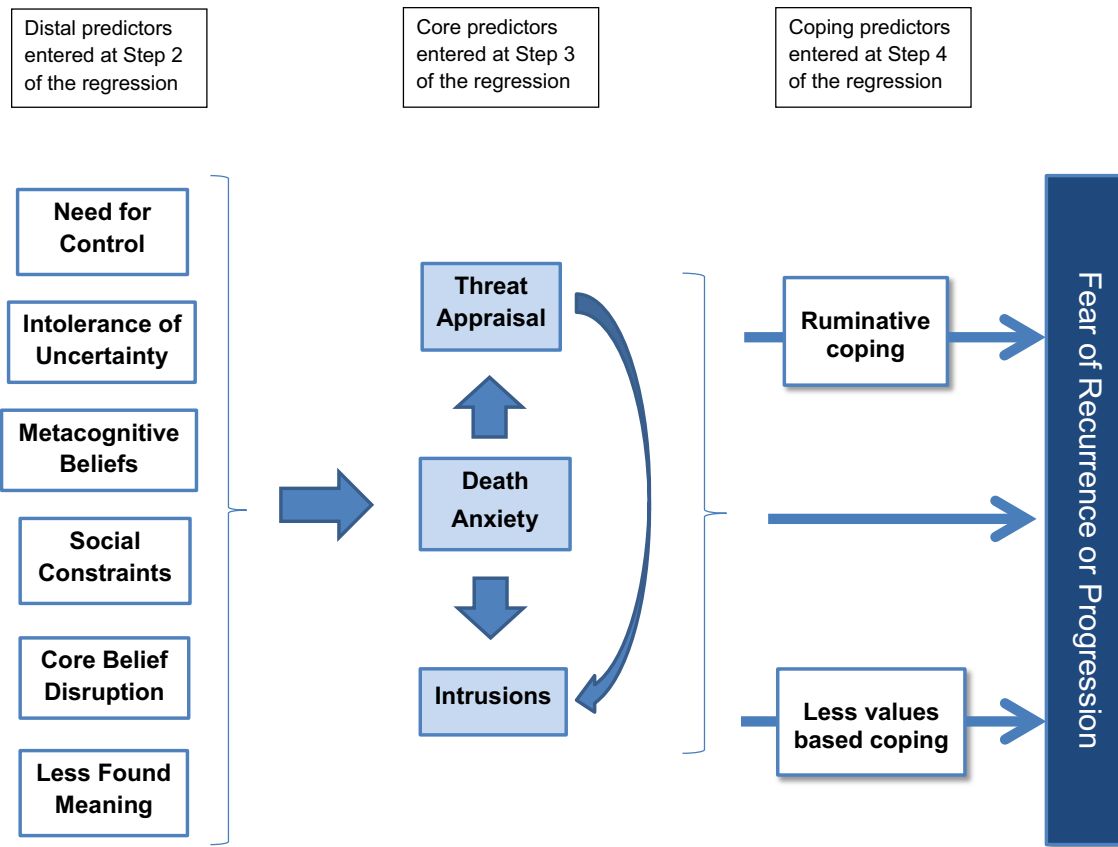 Distal predictors
entered at Step 2
of the regression
Core predictors
entered at Step 3
of the regression
Coping predictors
entered at Step 4
of the regression
Need for
Control
Intolerance of
Uncertainty
Metacognitive
Beliefs
Social
Constraints
Core Belief
Disruption
Less Found
Meaning
Threat
Appraisal
Death
Anxiety
Intrusions
Ruminative
coping
Less values
based coping
Fear of Recurrence or Progression